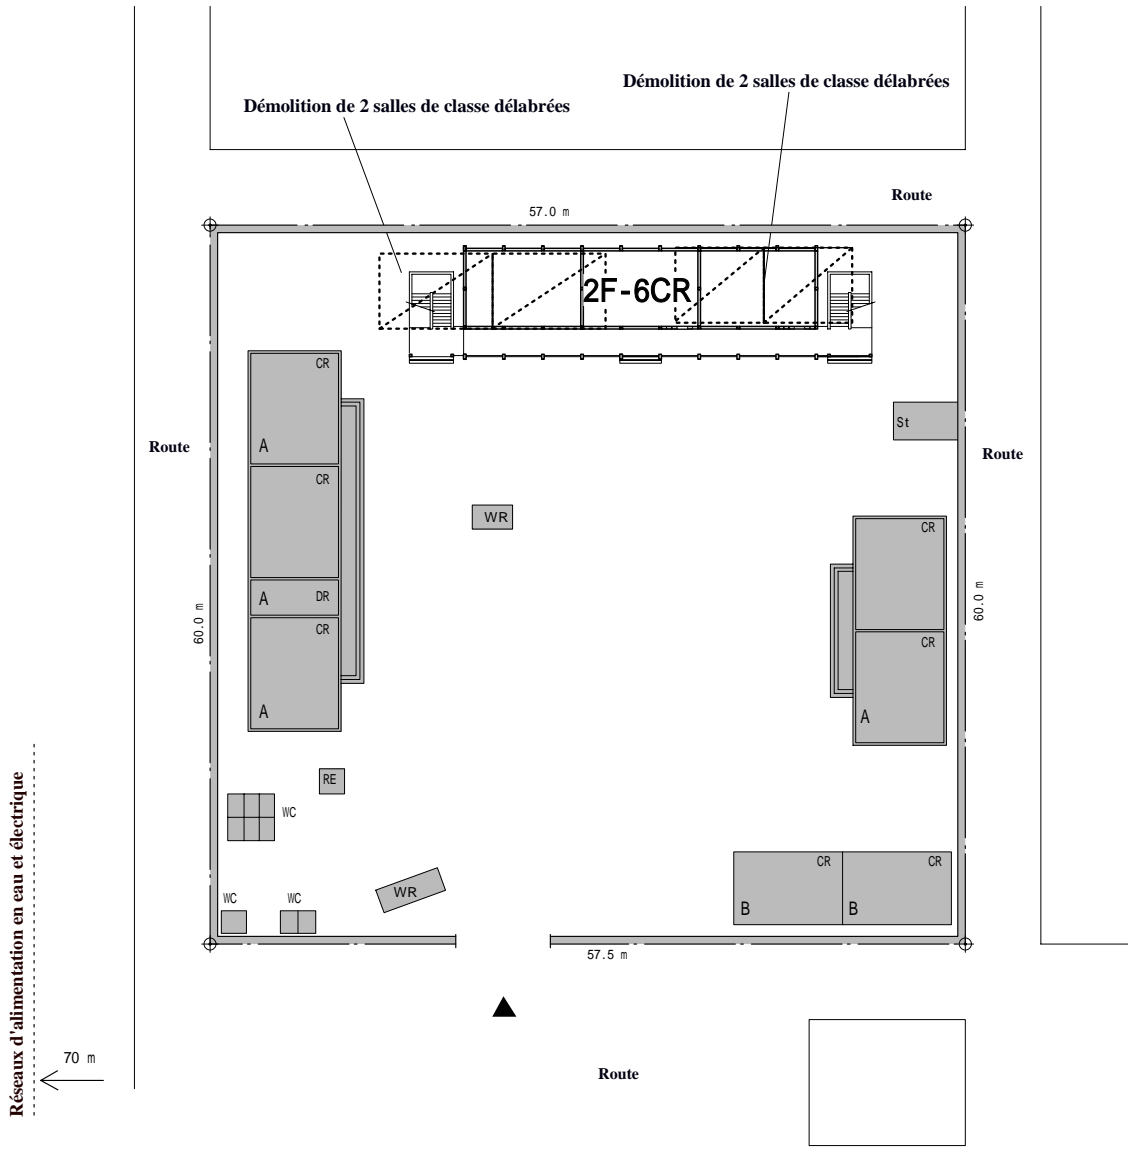 Démolition de 2 salles de classe délabrées
Démolition de 2 salles de classe délabrées
Route
57.0 m
2F-6CR
CR
A
CR
A
DR
CR
A
Route
St
Route
WR
CR
CR
A
60.0 m
60.0 m
RE
WC
WC
WC
WR
CR
CR
B
B
57.5 m
Réseaux d'alimentation en eau et électrique
70 m
Route